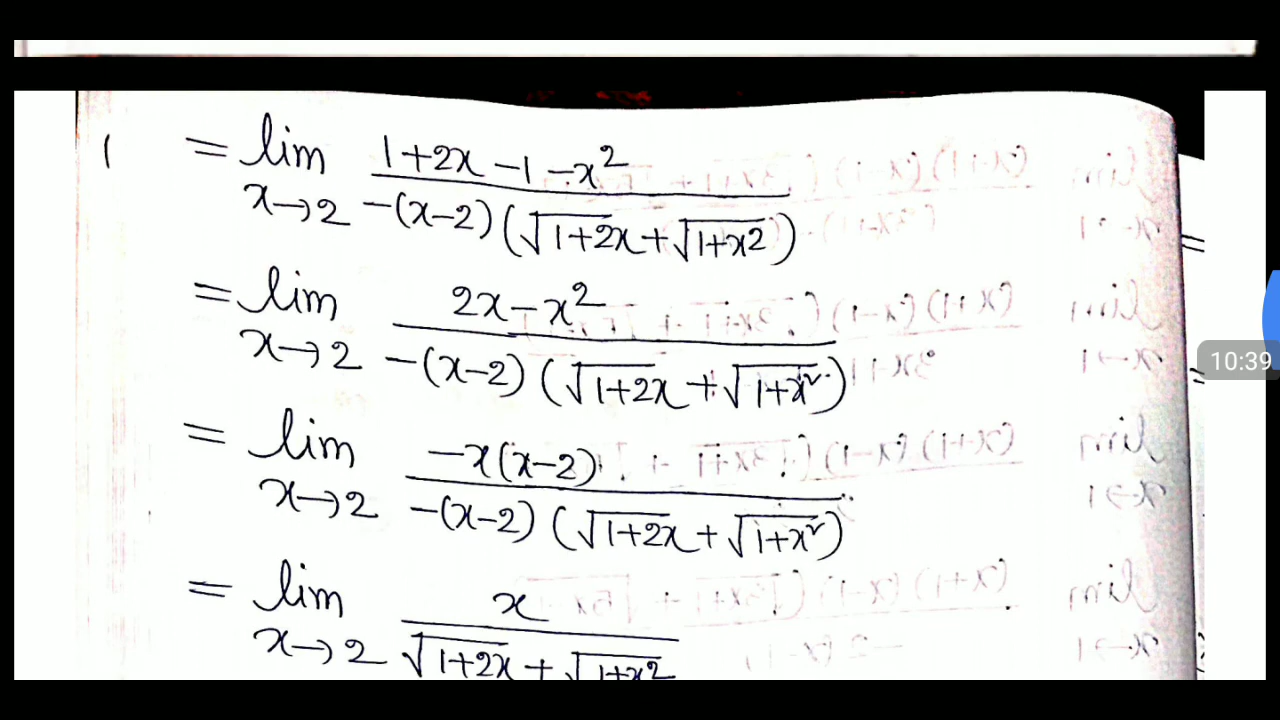 1 = lim x→2 (1+2x-1-x²)/(-(x-2)(√(1+2x)+√(1+x²)))
= lim x→2 (2x-x²)/(-(x-2)(√(1+2x)+√(1+x²)))
= lim x→2 (-x(x-2))/(-(x-2)(√(1+2x)+√(1+x²)))
= lim x→2 x/(√(1+2x)+√(1+x²))
10:39